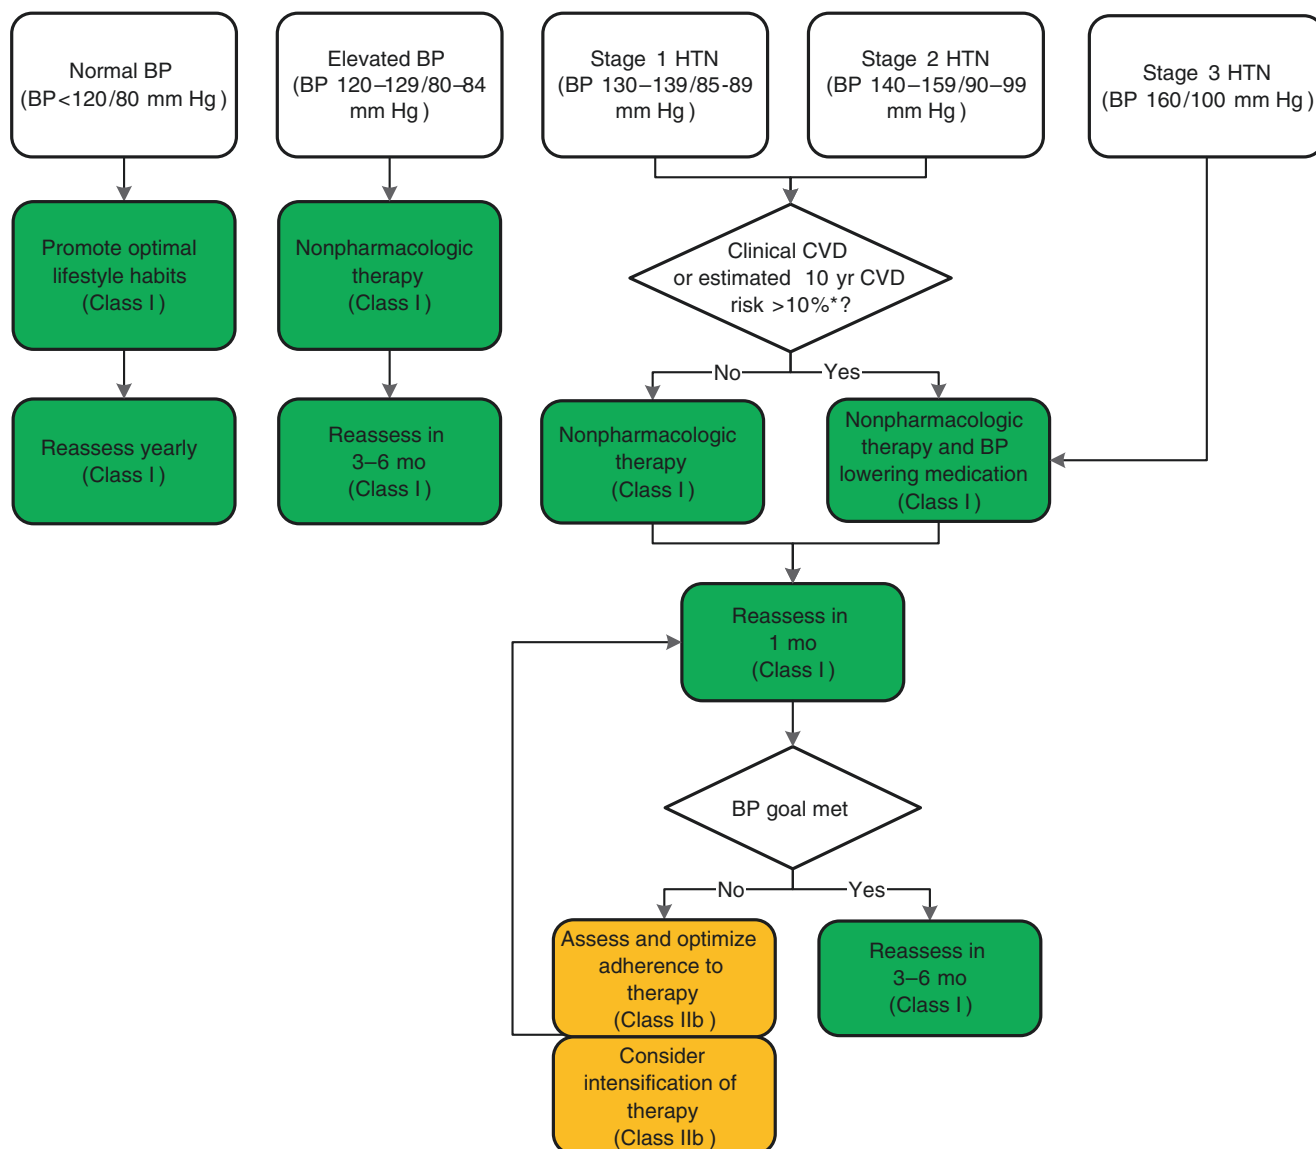 Normal BP
(BP<120/80 mm Hg)
Elevated BP
(BP 120–129/80–84
mm Hg)
Stage 1 HTN
(BP 130–139/85-89
mm Hg)
Stage 2 HTN
(BP 140–159/90–99
mm Hg)
Stage 3 HTN
(BP 160/100 mm Hg)
Promote optimal
lifestyle habits
(Class I)
Nonpharmacologic
therapy
(Class I)
Clinical CVD
or estimated 10 yr CVD
risk >10%*?
No
Yes
Reassess yearly
(Class I)
Reassess in
3–6 mo
(Class I)
Nonpharmacologic
therapy
(Class I)
Nonpharmacologic
therapy and BP
lowering medication
(Class I)
Reassess in
1 mo
(Class I)
BP goal met
No
Yes
Assess and optimize
adherence to
therapy
(Class IIb)
Reassess in
3–6 mo
(Class I)
Consider
intensification of
therapy
(Class IIb)